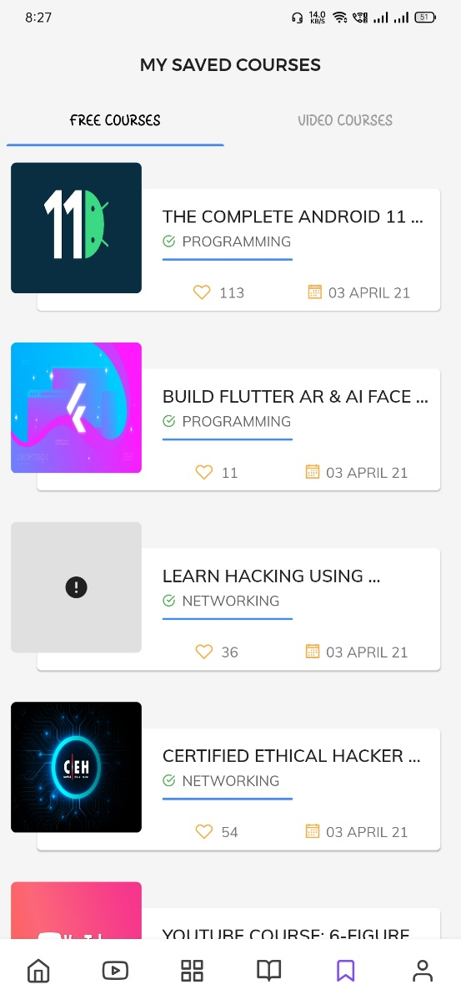 8:27
14.0
KB/S
51
MY SAVED COURSES
FREE COURSES
VIDEO COURSES
11
THE COMPLETE ANDROID 11 ...
PROGRAMMING
113
03 APRIL 21
BUILD FLUTTER AR & AI FACE ...
PROGRAMMING
11
03 APRIL 21
LEARN HACKING USING ...
NETWORKING
36
03 APRIL 21
C|EH
CERTIFIED ETHICAL HACKER ...
NETWORKING
54
03 APRIL 21
YOUTUBE COURSE: 6-FIGURE